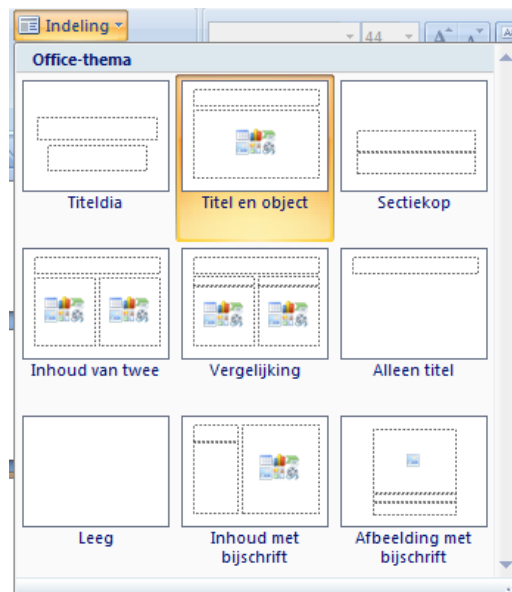 Indeling
44
Office-thema
Titeldia
Titel en object
Sectiekop
Inhoud van twee
Vergelijking
Alleen titel
Leeg
Inhoud met
bijschrift
Afbeelding met
bijschrift